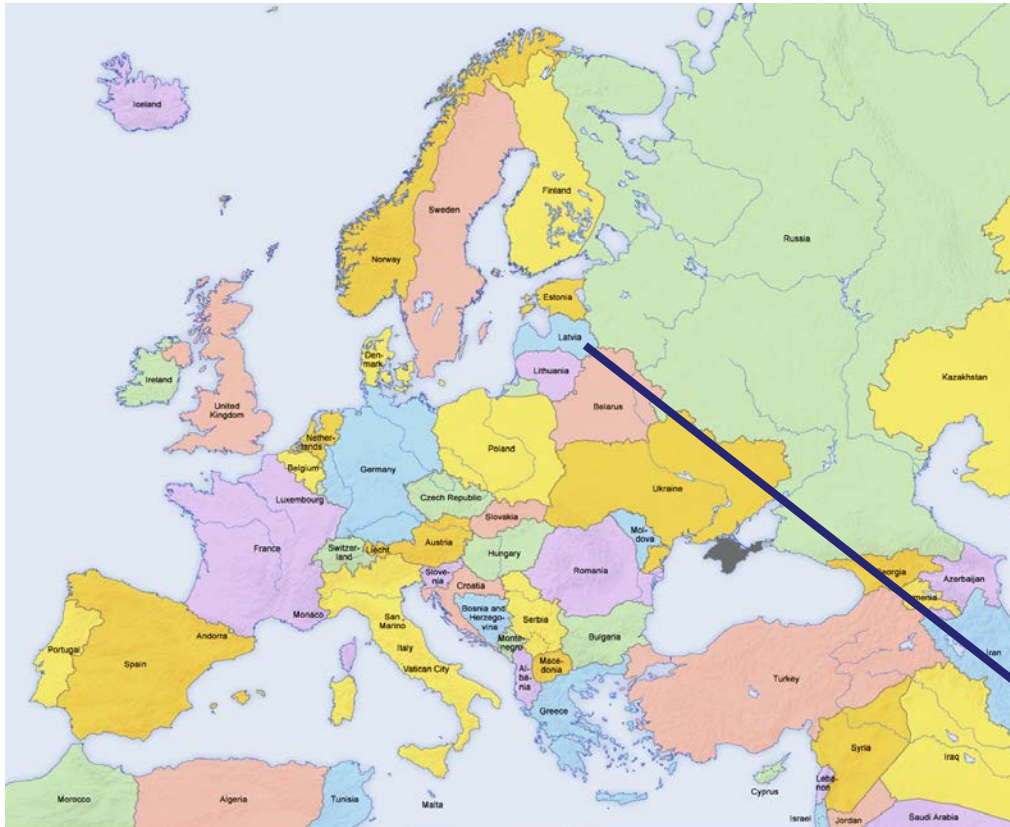 Iceland
Finland
Sweden
Russia
Norway
Estonia
Latvia
Den-
mark
Lithuania
Ireland
Kazakhstan
United
Kingdom
Belarus
Nether-
lands
Poland
Belgium
Germany
Ukraine
Luxembourg
Czech Republic
Slovakia
Mol-
dova
Austria
Liecht.
Switzer-
land
Hungary
France
Romania
Slove-
nia
Georgia
Azerbaijan
Croatia
Armenia
Monaco
San
Marino
Bosnia and
Herzego-
vina
Serbia
Andorra
Italy
Bulgaria
Monte-
negro
Portugal
Spain
Vatican City
Mace-
donia
Al-
ba-
nia
Iran
Turkey
Greece
Syria
Iraq
Leba-
non
Cyprus
Morocco
Algeria
Tunisia
Malta
Israel
Jordan
Saudi Arabia